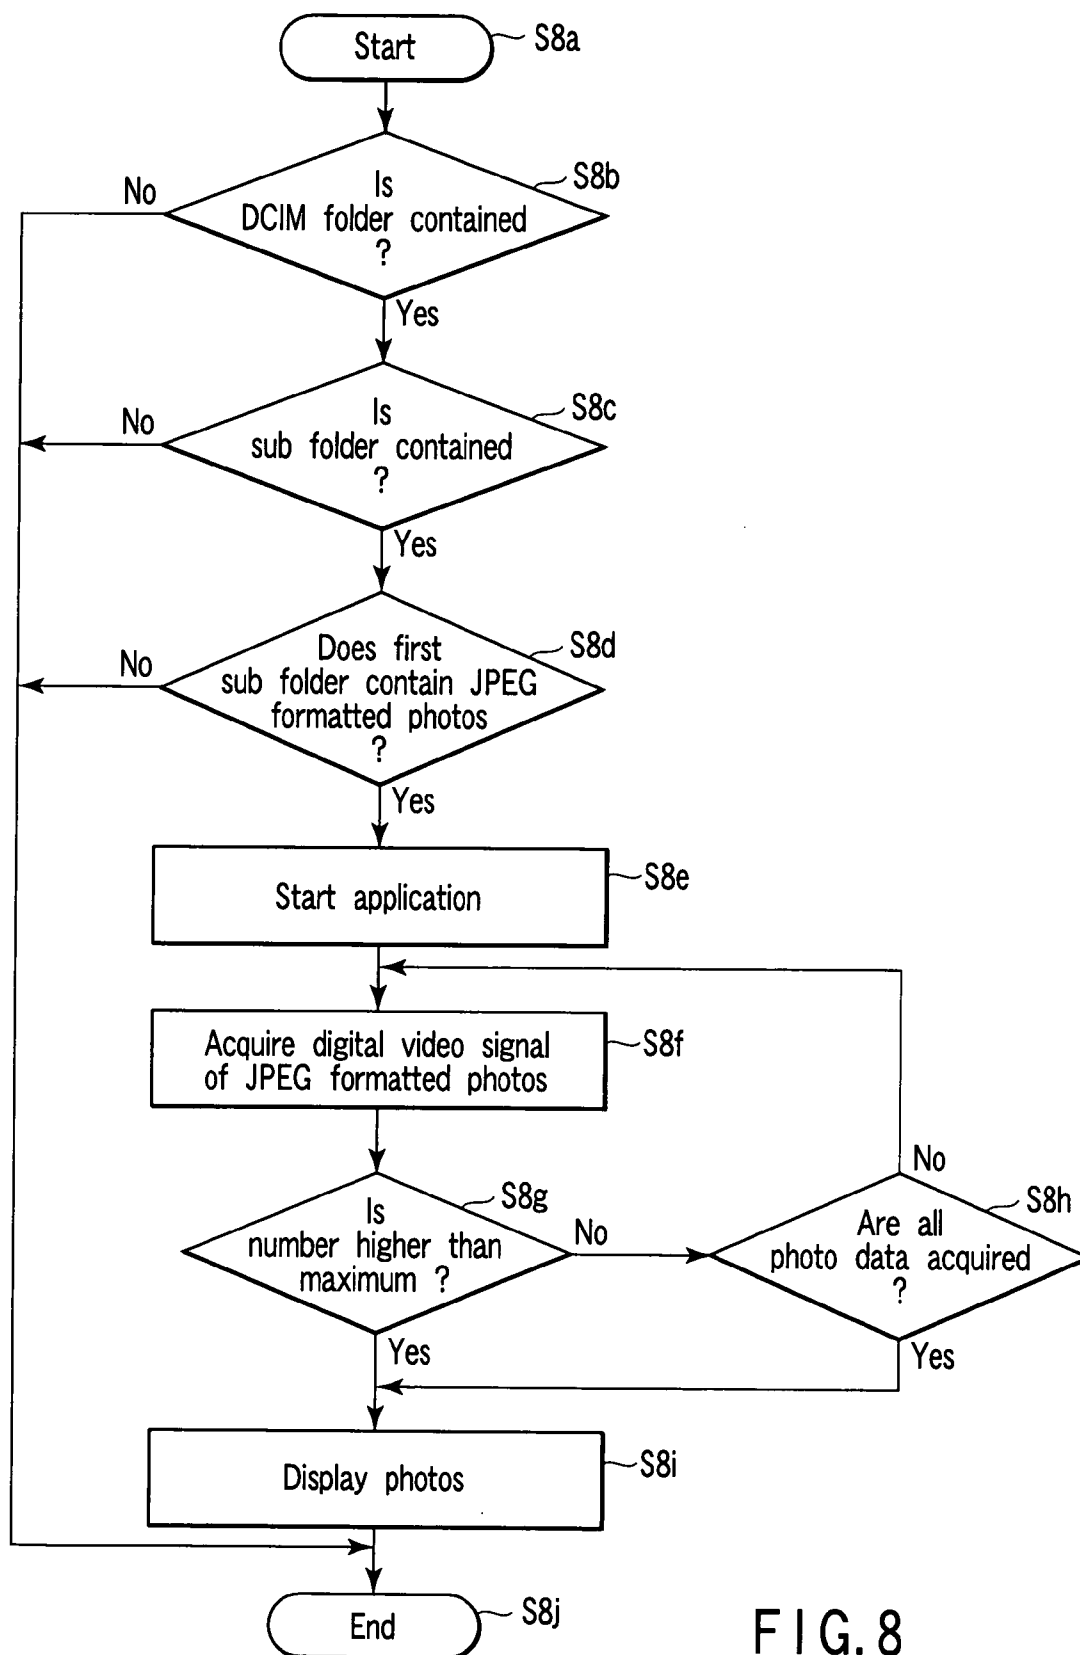 Start
S8a
S8b
No
Is
DCIM folder contained
?
Yes
S8c
No
Is
sub folder contained
?
Yes
S8d
No
Does first
sub folder contain JPEG
formatted photos
?
Yes
S8e
Start application
S8f
Acquire digital video signal
of JPEG formatted photos
S8g
Is
number higher than
maximum ?
No
Yes
No
S8h
Are all
photo data acquired
?
Yes
S8i
Display photos
End
S8j
FIG. 8